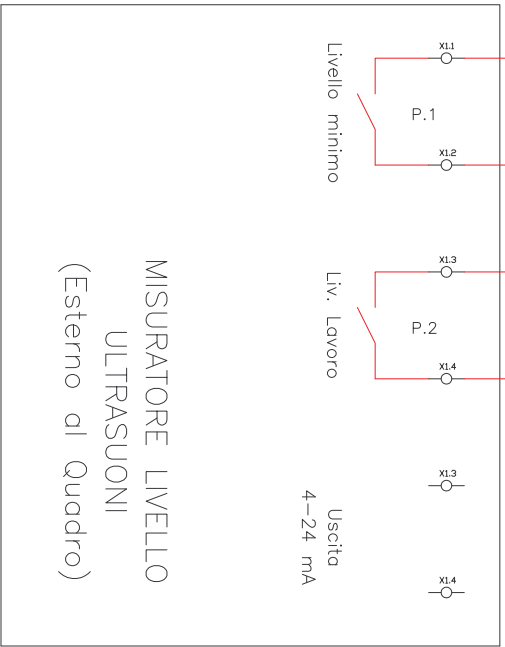 X1.1
P.1
X1.2
Livello minimo
X1.3
P.2
X1.4
Liv. Lavoro
X1.3
X1.4
Uscita
4-24 mA
MISURATORE LIVELLO
ULTRASUONI
(Esterno al Quadro)